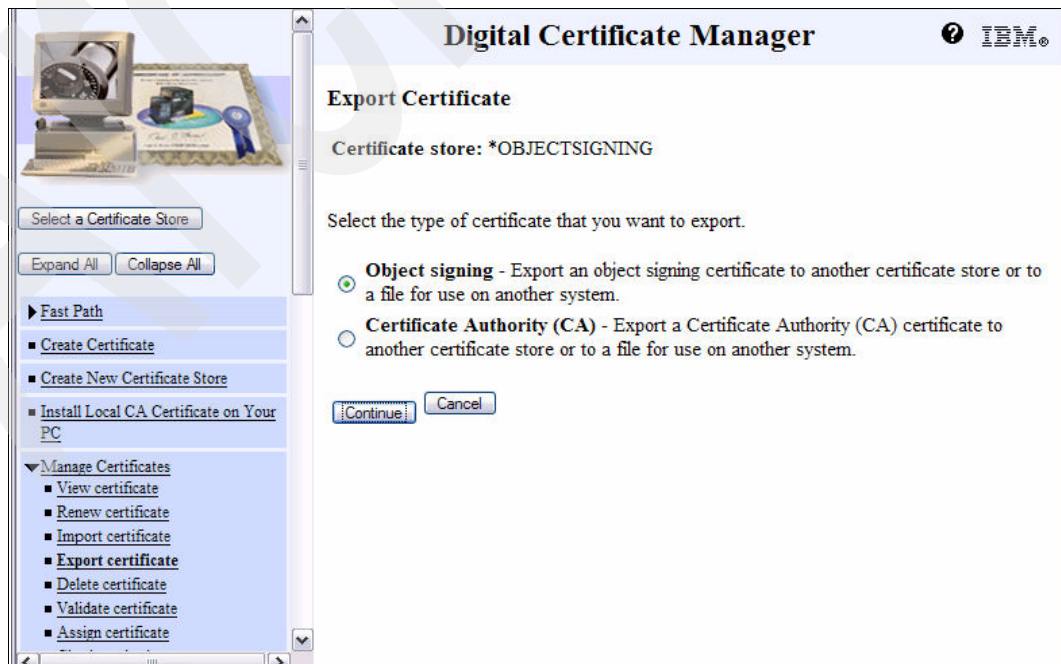 Digital Certificate Manager
IBM®
Select a Certificate Store
Expand All
Collapse All
Fast Path
Create Certificate
Create New Certificate Store
Install Local CA Certificate on Your
PC
Manage Certificates
View certificate
Renew certificate
Import certificate
Export certificate
Delete certificate
Validate certificate
Assign certificate
Export Certificate
Certificate store: *OBJECTSIGNING
Select the type of certificate that you want to export.
Object signing - Export an object signing certificate to another certificate store or to
a file for use on another system.
Certificate Authority (CA) - Export a Certificate Authority (CA) certificate to
another certificate store or to a file for use on another system.
Continue
Cancel